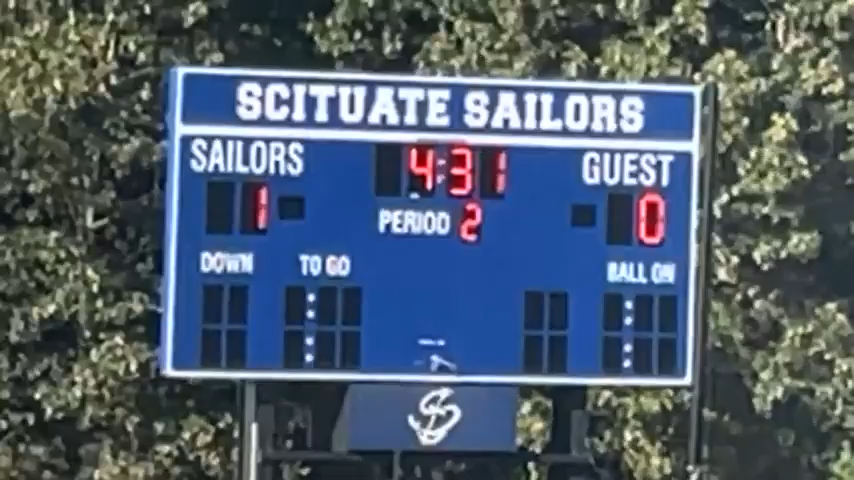 SCITUATE SAILORS
SAILORS 4:31 GUEST
1 PERIOD 2 0
DOWN TO GO BALL ON